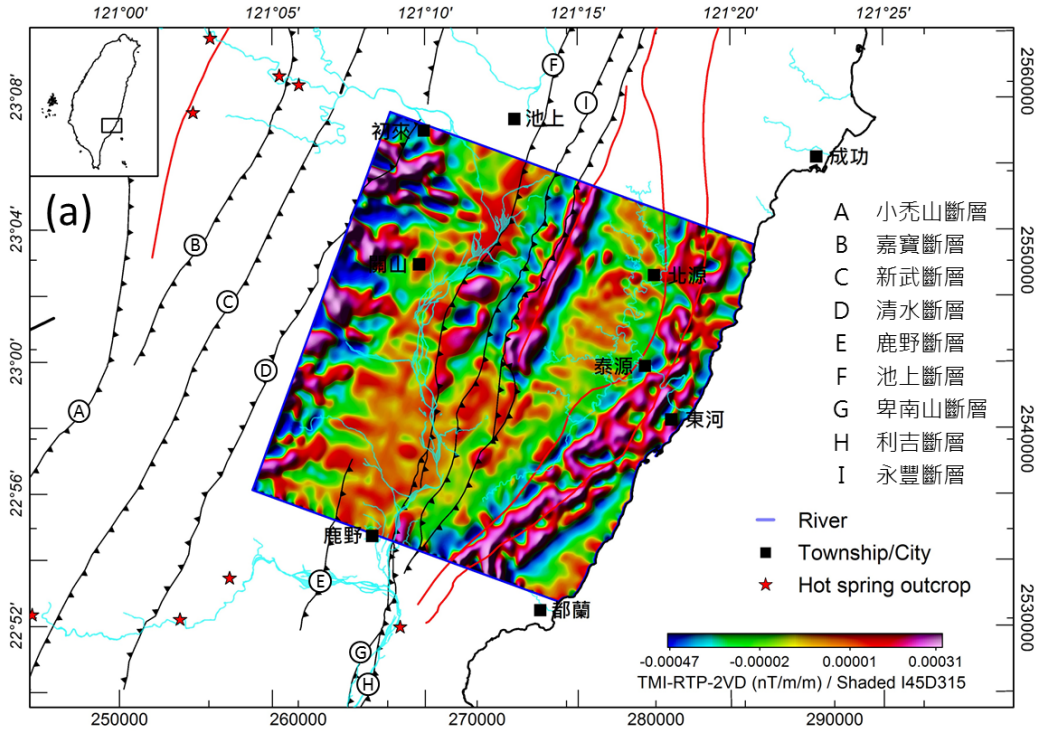 121°00' 121°05' 121°10' 121°15' 121°20' 121°25'
23°08'
23°04'
23°00'
22°56'
22°52'
2560000
2550000
2540000
2530000
(a)
B
C
D
A
E
G
H
F
I
初來
池上
成功
關山
北源
泰源
東河
鹿野
都蘭
A 小禿山斷層
B 嘉寶斷層
C 新武斷層
D 清水斷層
E 鹿野斷層
F 池上斷層
G 卑南山斷層
H 利吉斷層
I 永豐斷層
River
Township/City
Hot spring outcrop
-0.00047 -0.00002 0.00001 0.00031
TMI-RTP-2VD (nT/m/m) / Shaded I45D315
250000 260000 270000 280000 290000